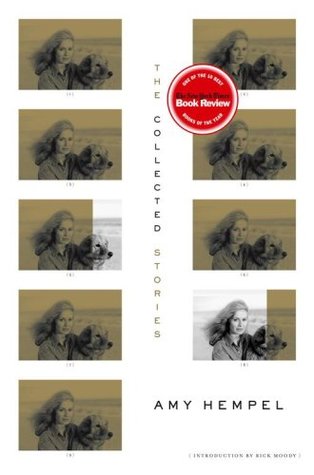 THE COLLECTED STORIES
ONE OF THE 10 BEST
The New York Times
Book Review
BOOKS OF THE YEAR
AMY HEMPEL
( INTRODUCTION BY RICK MOODY )